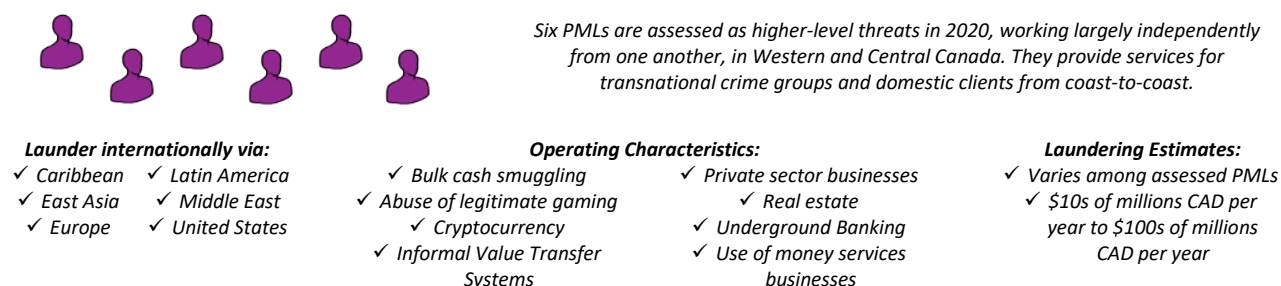 Six PMLs are assessed as higher-level threats in 2020, working largely independently
from one another, in Western and Central Canada. They provide services for
transnational crime groups and domestic clients from coast-to-coast.
Launder internationally via:
✓ Caribbean ✓ Latin America
✓ East Asia ✓ Middle East
✓ Europe ✓ United States
Operating Characteristics:
✓ Bulk cash smuggling
✓ Abuse of legitimate gaming
✓ Cryptocurrency
✓ Informal Value Transfer
Systems
✓ Private sector businesses
✓ Real estate
✓ Underground Banking
✓ Use of money services
businesses
Laundering Estimates:
✓ Varies among assessed PMLs
✓ $10s of millions CAD per
year to $100s of millions
CAD per year